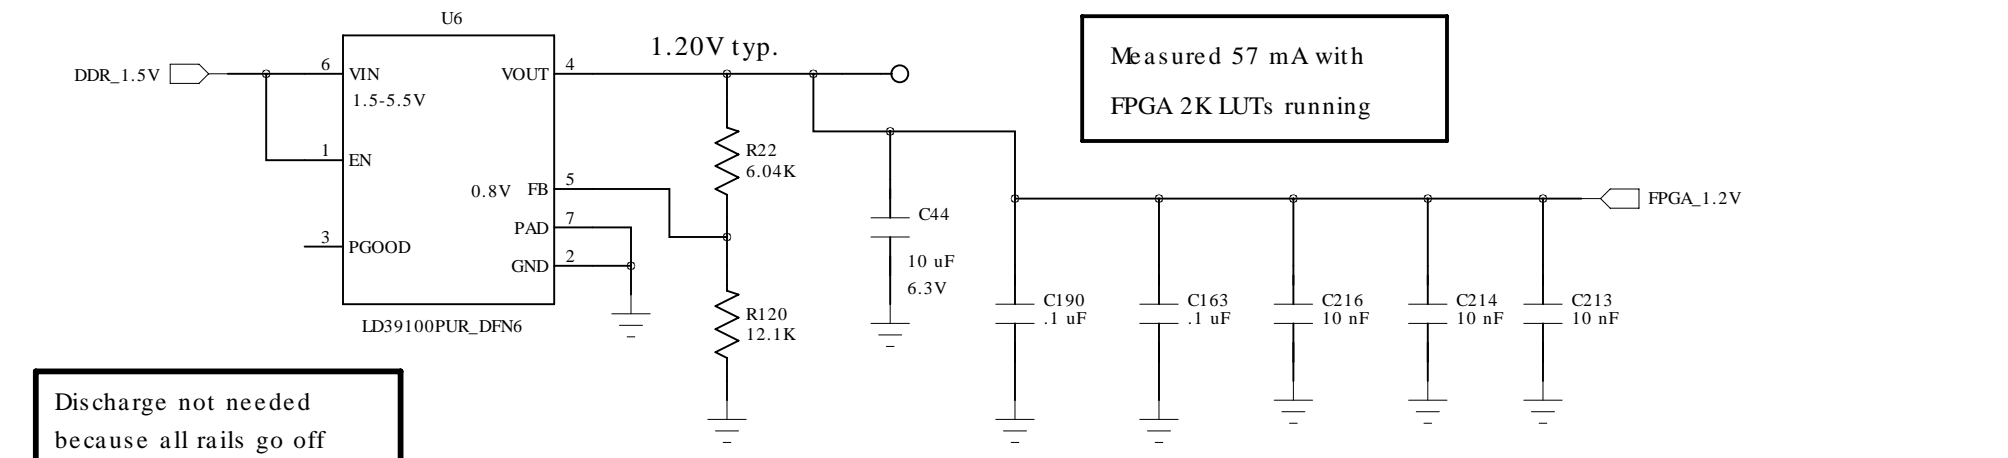 U6
DDR_1.5V
6
VIN
1.5-5.5V
1
EN
3
PGOOD
VOUT
4
0.8V
FB
5
PAD
7
GND
2
LD39100PUR_DFN6
1.20V typ.
R22
6.04K
R120
12.1K
C44
10 uF
6.3V
Measured 57 mA with
FPGA 2K LUTs running
FPGA_1.2V
C190
.1 uF
C163
.1 uF
C216
10 nF
C214
10 nF
C213
10 nF
Discharge not needed
because all rails go off